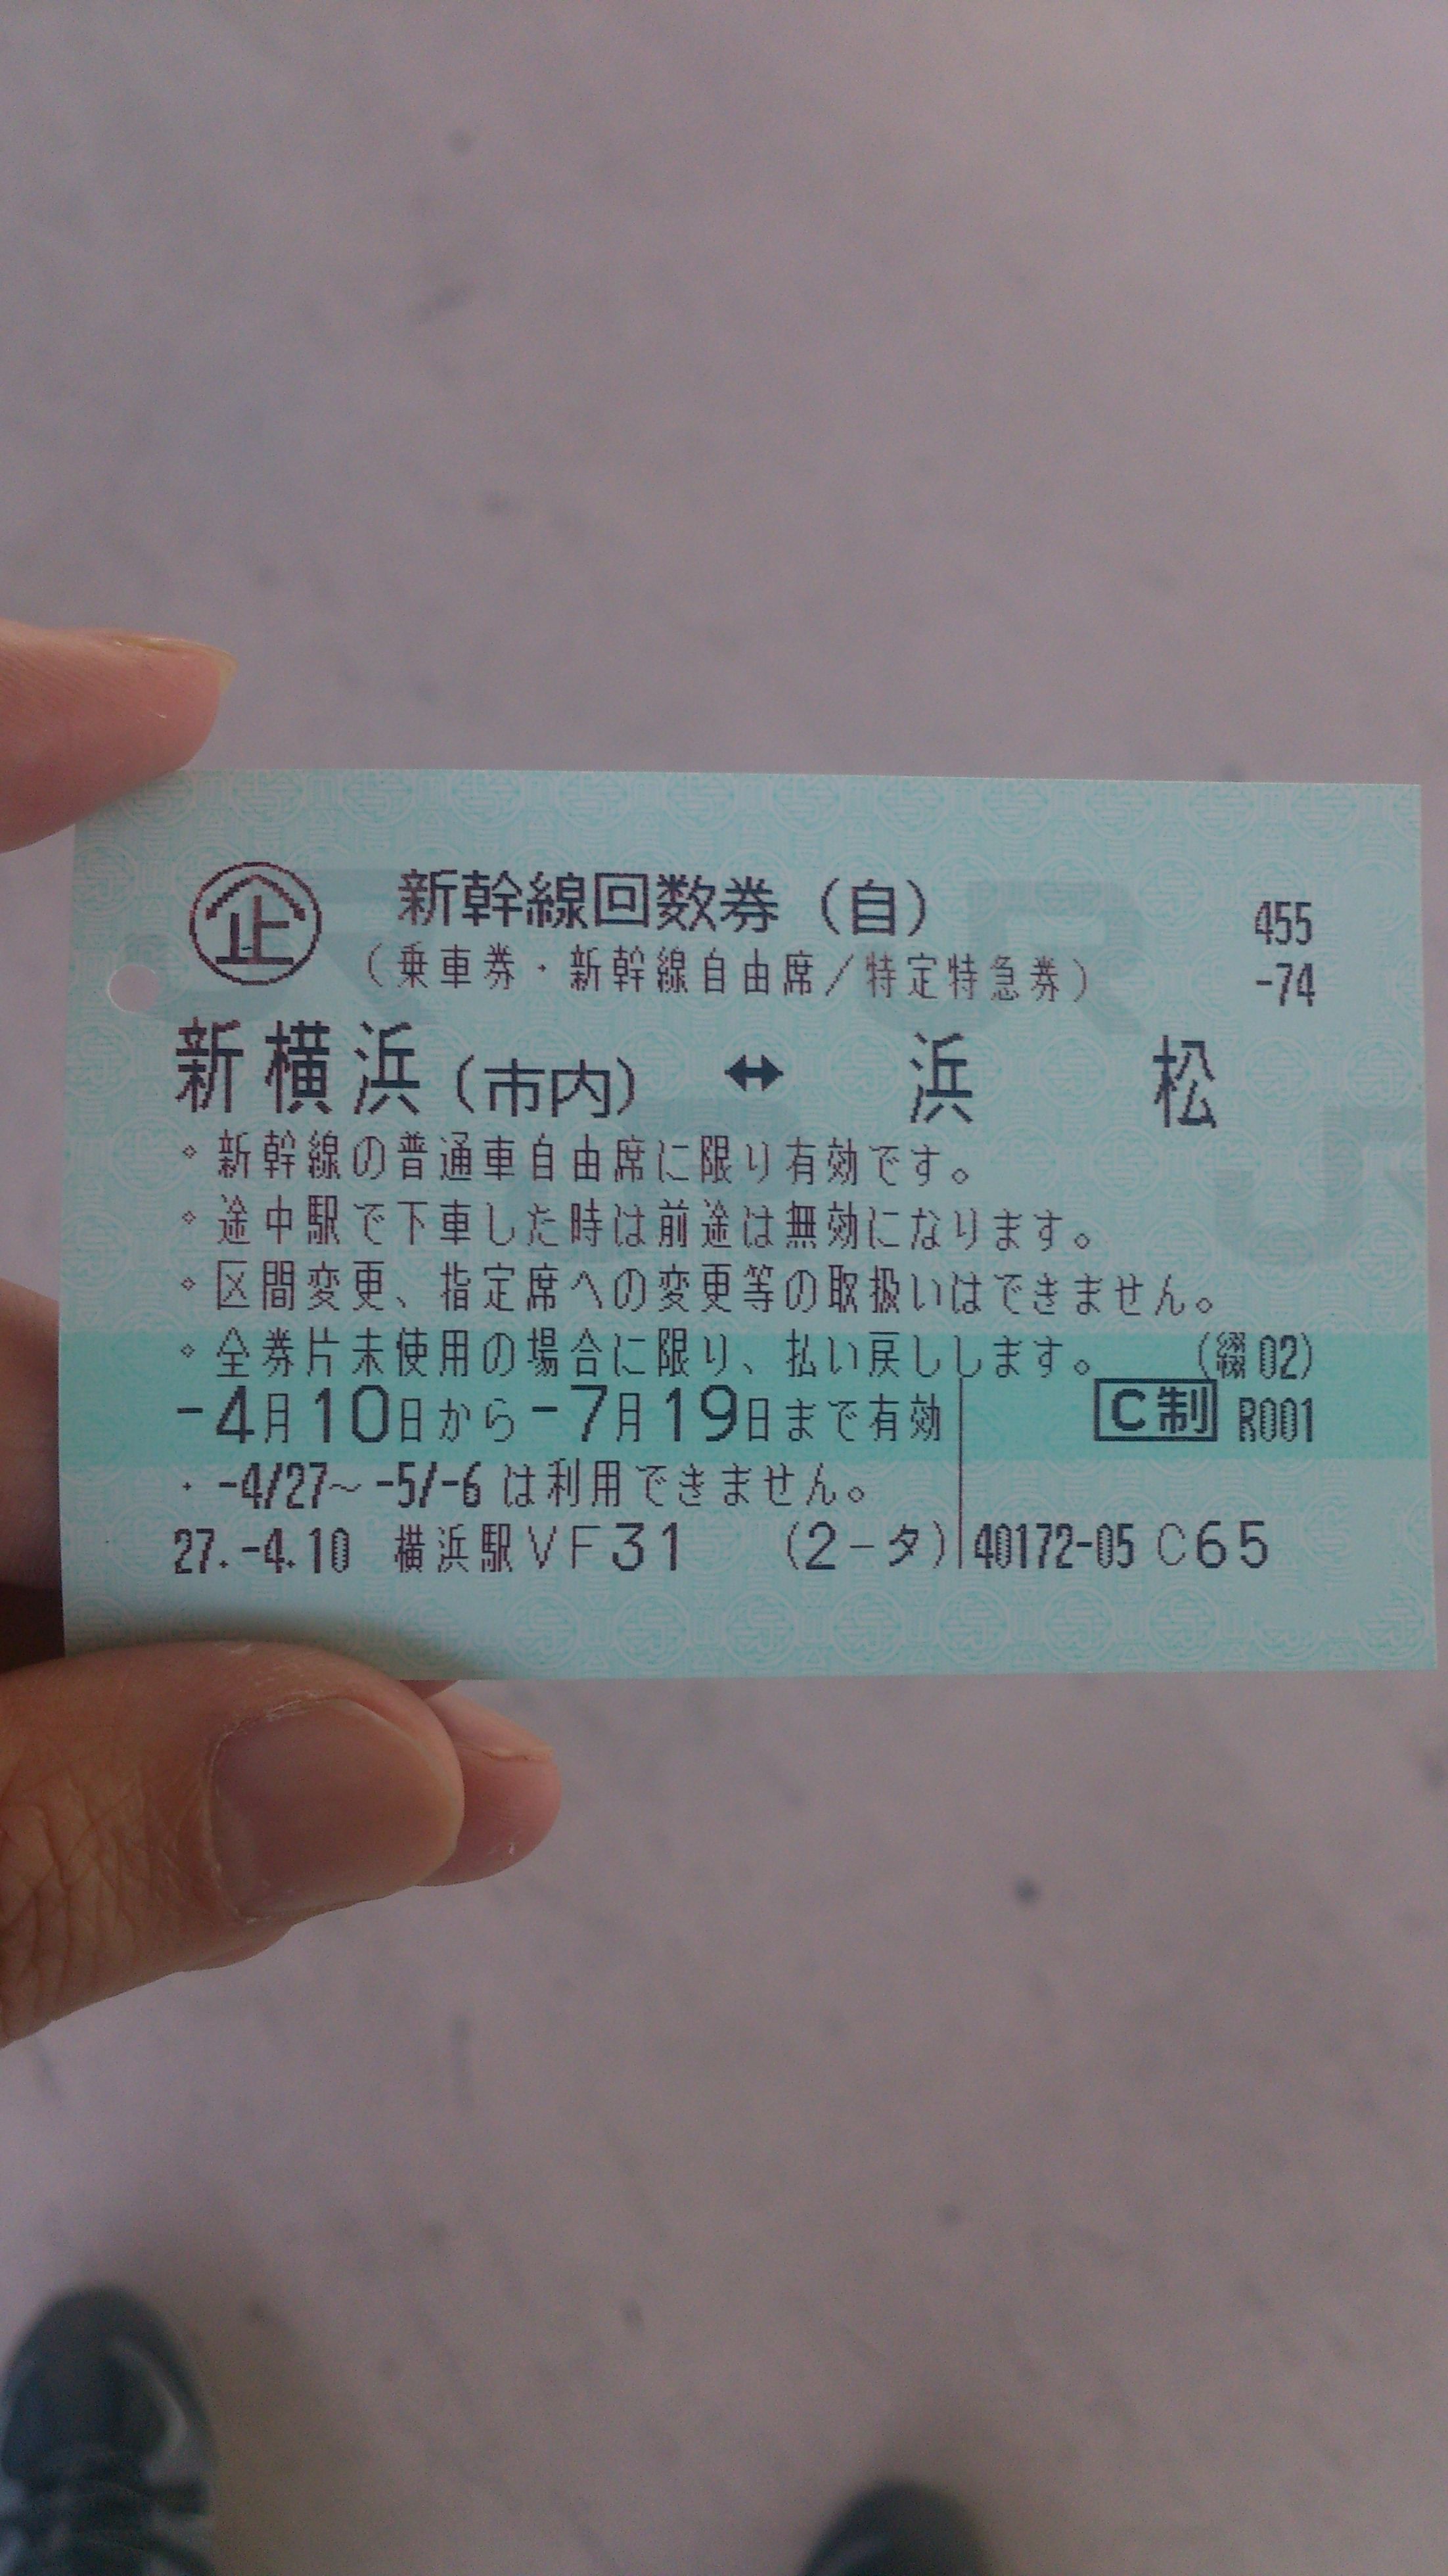 ㊭ 新幹線回数券（自） 455
（乗車券・新幹線自由席／特定特急券） -74
新横浜（市内） ↔ 浜松
◦新幹線の普通車自由席に限り有効です。
◦途中駅で下車した時は前途は無効になります。
◦区間変更、指定席への変更等の取扱いはできません。
◦全券片未使用の場合に限り、払い戻しします。 （綴02）
-4月10日から-7月19日まで有効 C制 R001
・-4/27～-5/-6は利用できません。
27.-4.10 横浜駅VF31 （2-タ） 40172-05 C65